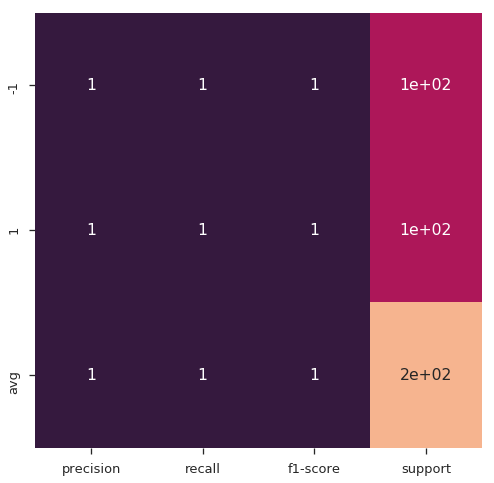 -1 1 1 1 1e+02
1 1 1 1 1e+02
avg 1 1 1 2e+02
precision recall f1-score support